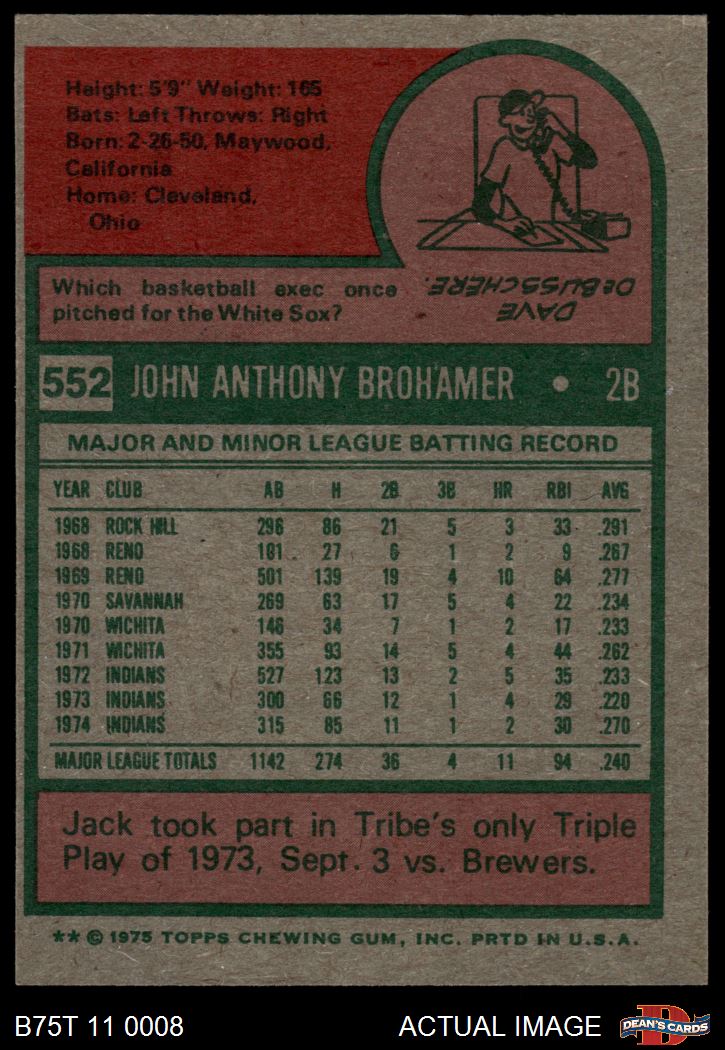 Height: 5'9" Weight: 165
Bats: Left Throws: Right
Born: 2-26-50, Maywood,
California
Home: Cleveland,
Ohio
Which basketball exec once
pitched for the White Sox?
DAVE
DeBUSSCHERE.
552 JOHN ANTHONY BROHAMER • 2B
MAJOR AND MINOR LEAGUE BATTING RECORD
YEAR CLUB AB H 2B 3B HR RBI AVG
1968 ROCK HILL 296 86 21 5 3 33 .291
1968 RENO 101 27 6 1 2 9 .267
1969 RENO 501 139 19 4 10 64 .277
1970 SAVANNAH 269 63 17 5 4 22 .234
1970 WICHITA 146 34 7 1 2 17 .233
1971 WICHITA 355 93 14 5 4 44 .262
1972 INDIANS 527 123 13 2 5 35 .233
1973 INDIANS 300 66 12 1 4 29 .220
1974 INDIANS 315 85 11 1 2 30 .270
MAJOR LEAGUE TOTALS 1142 274 36 4 11 94 .240
Jack took part in Tribe's only Triple
Play of 1973, Sept. 3 vs. Brewers.
** © 1975 TOPPS CHEWING GUM, INC. PRTD IN U.S.A.
B75T 11 0008 ACTUAL IMAGE D DEAN'S CARDS